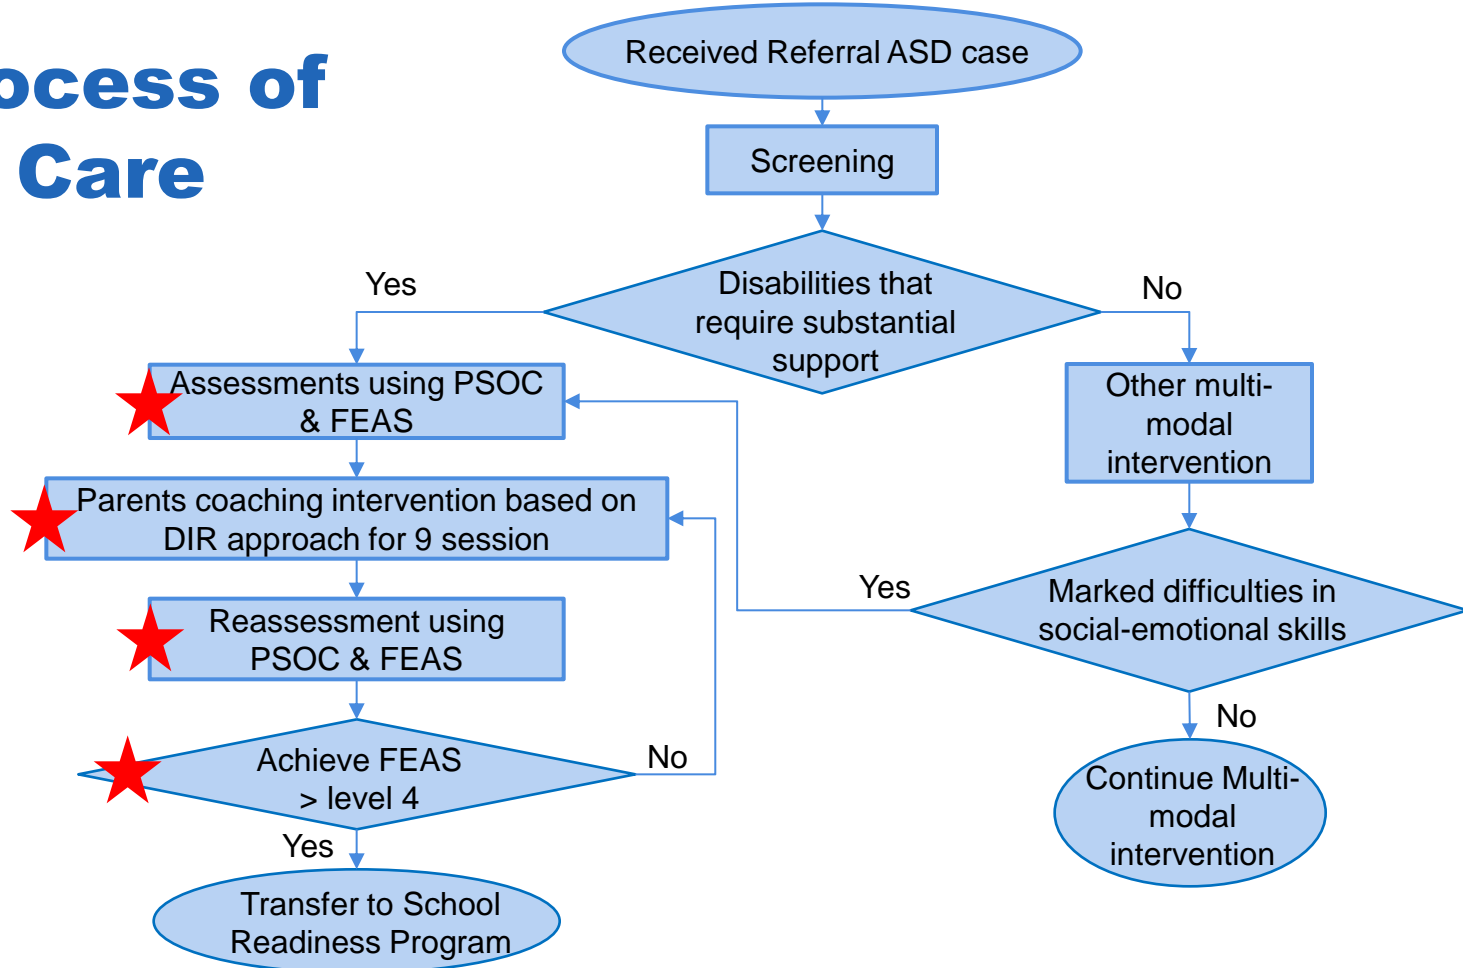 ocess of
Care
Received Referral ASD case
Screening
Disabilities that
require substantial
support
Yes
No
Assessments using PSOC
& FEAS
Other multi-
modal
intervention
Parents coaching intervention based on
DIR approach for 9 session
Yes
Marked difficulties in
social-emotional skills
Reassessment using
PSOC & FEAS
No
Achieve FEAS
> level 4
No
Continue Multi-
modal
intervention
Yes
Transfer to School
Readiness Program